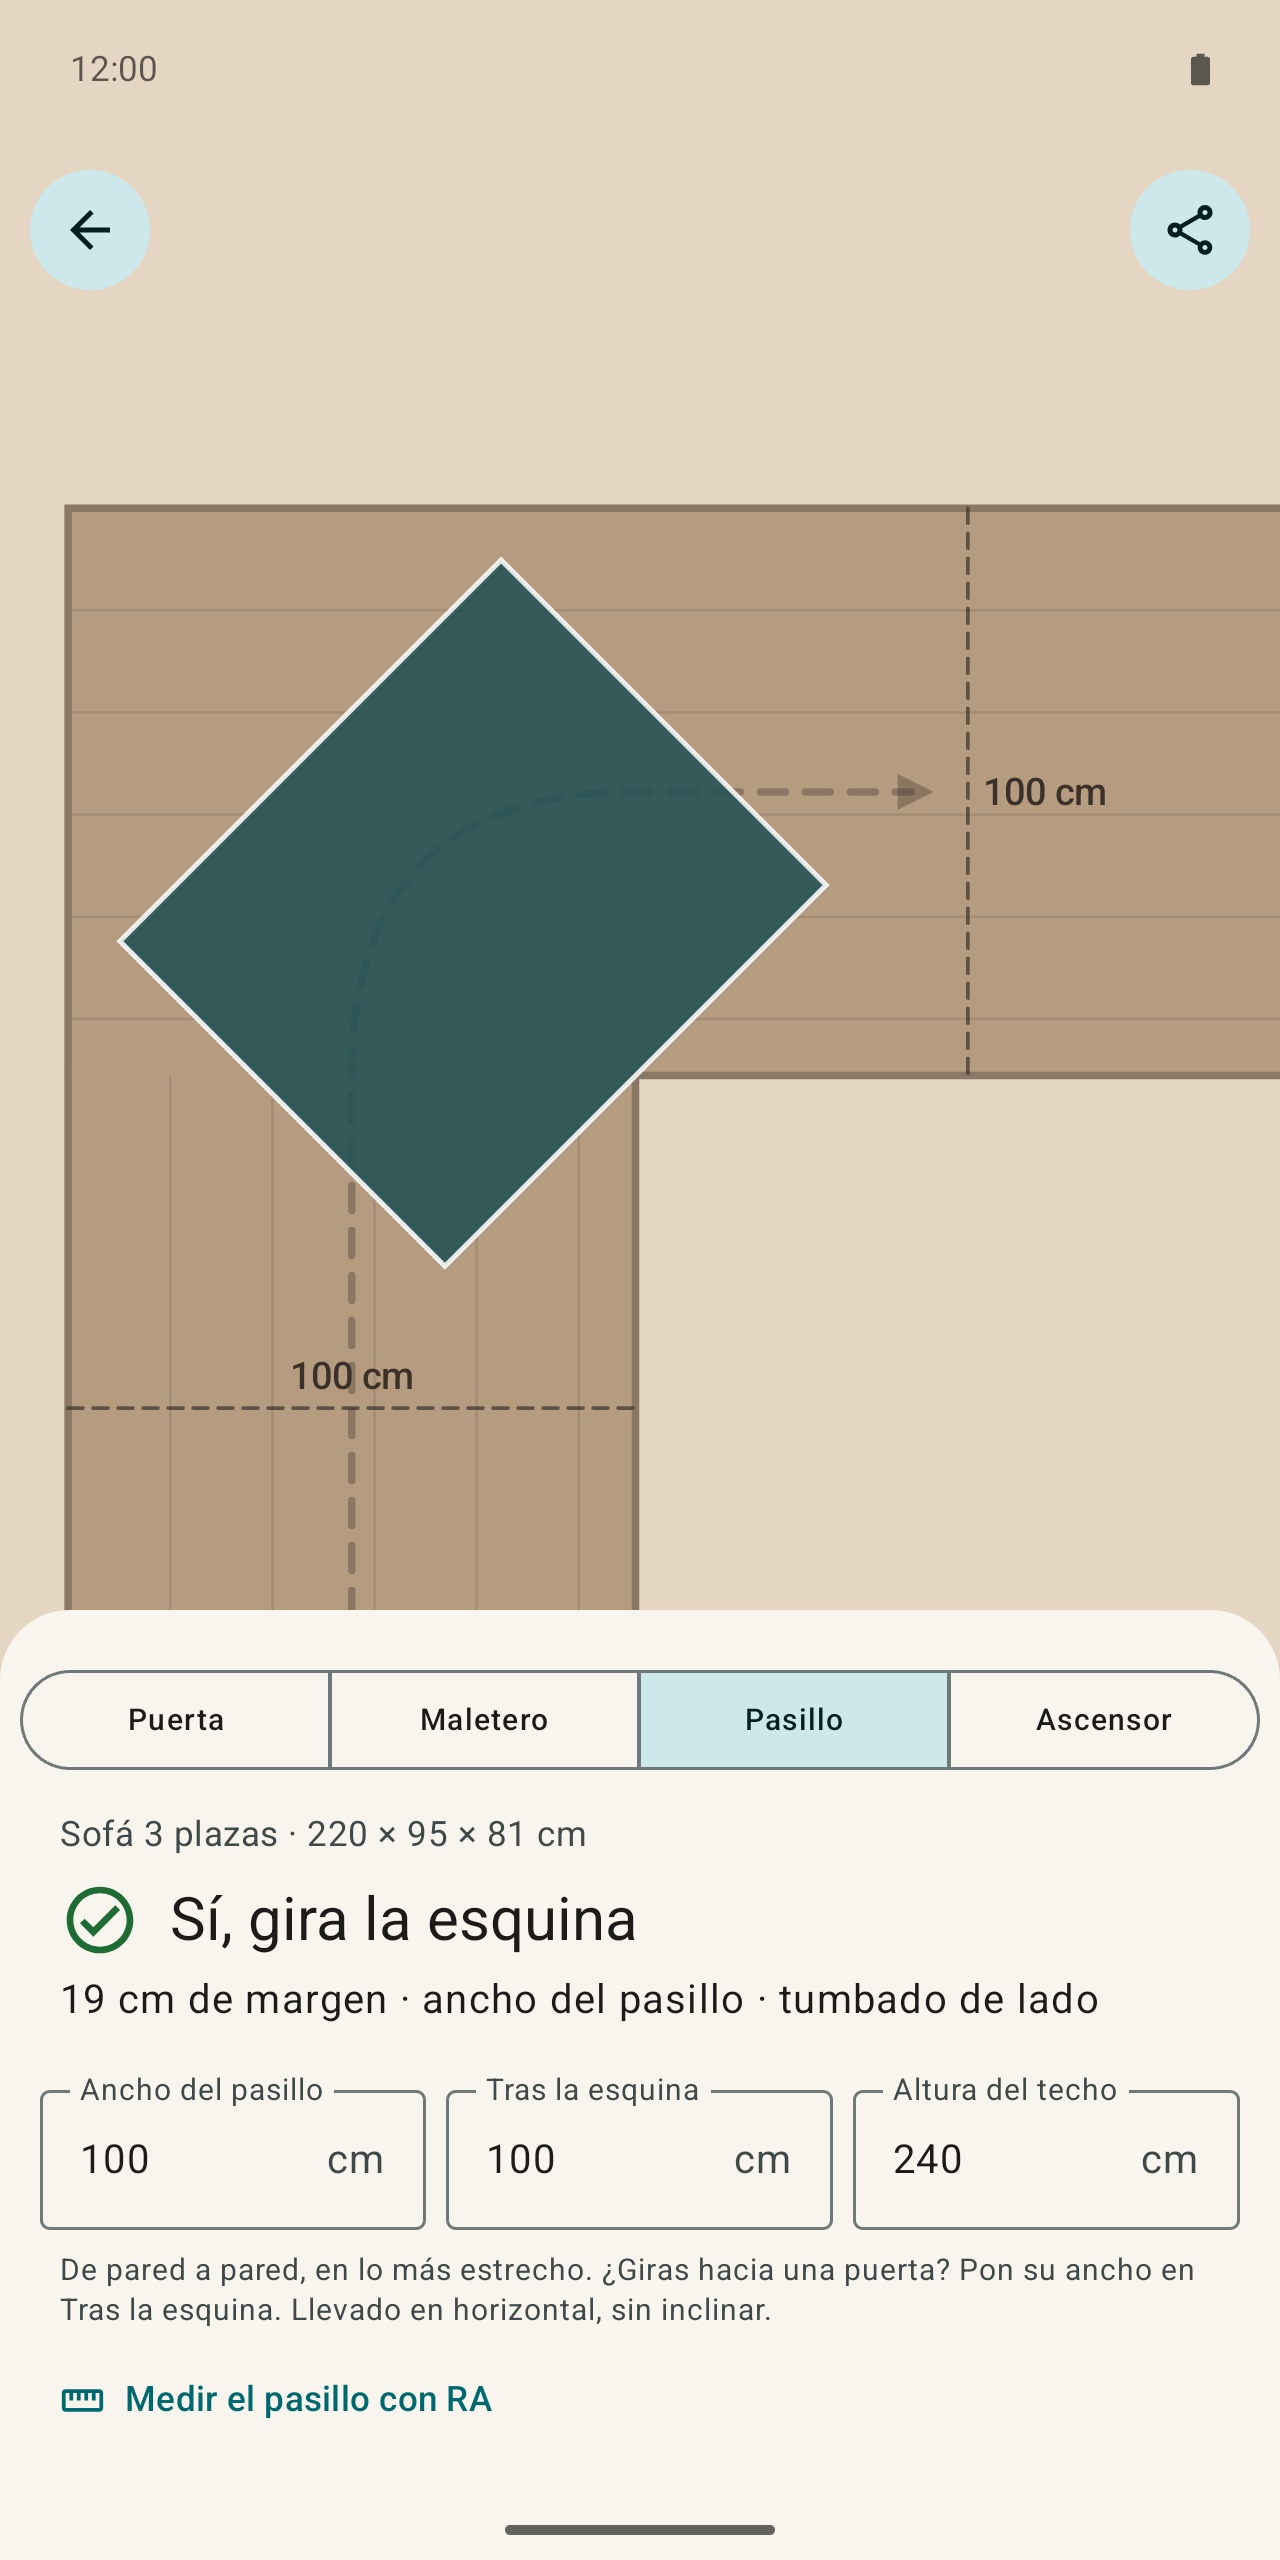 12:00
100 cm
100 cm
Puerta
Maletero
Pasillo
Ascensor
Sofá 3 plazas · 220 × 95 × 81 cm
Sí, gira la esquina
19 cm de margen · ancho del pasillo · tumbado de lado
Ancho del pasillo
100 cm
Tras la esquina
100 cm
Altura del techo
240 cm
De pared a pared, en lo más estrecho. ¿Giras hacia una puerta? Pon su ancho en
Tras la esquina. Llevado en horizontal, sin inclinar.
Medir el pasillo con RA